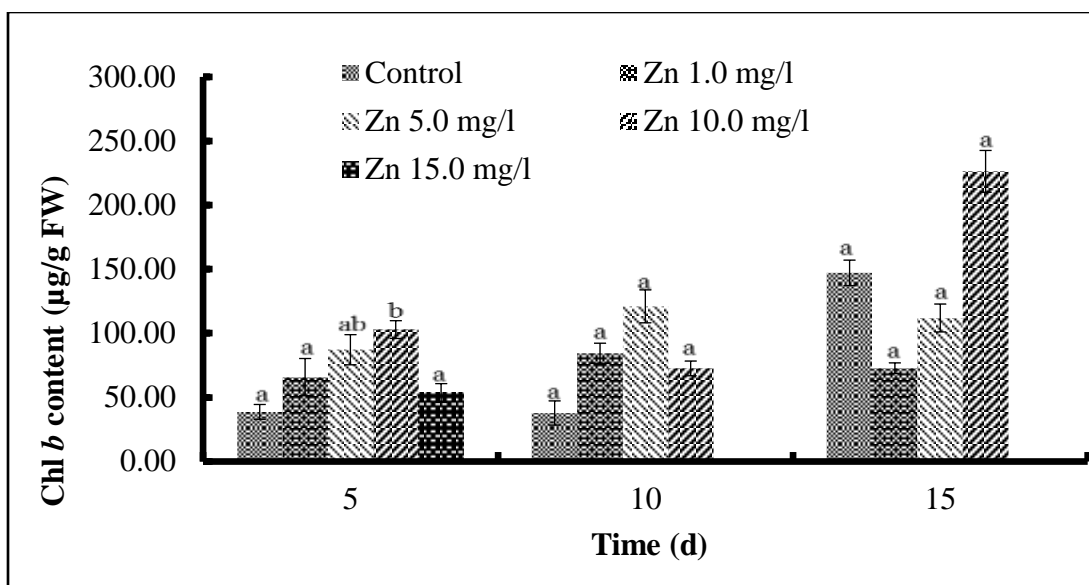 300.00
250.00
200.00
150.00
100.00
50.00
0.00
Chl b content (µg/g FW)
Control
Zn 1.0 mg/l
Zn 5.0 mg/l
Zn 10.0 mg/l
Zn 15.0 mg/l
a
a
ab
b
a
a
a
a
a
a
a
a
a
5
10
15
Time (d)